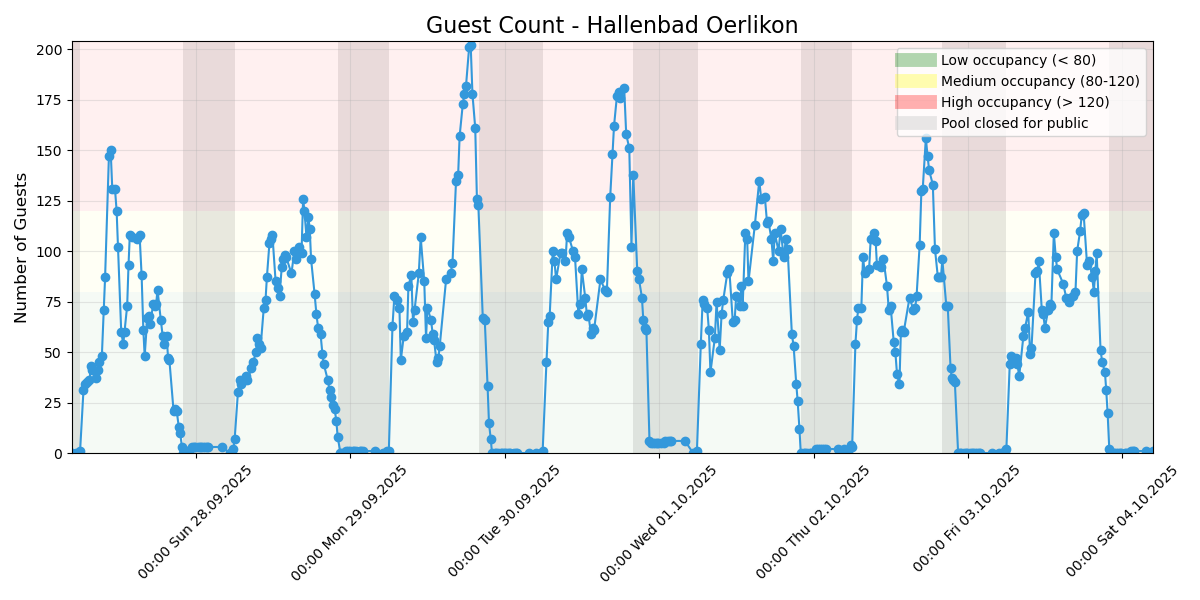 Guest Count - Hallenbad Oerlikon
Number of Guests
200
175
150
125
100
75
50
25
0
Low occupancy (< 80)
Medium occupancy (80-120)
High occupancy (> 120)
Pool closed for public
00:00 Sun 28.09.2025
00:00 Mon 29.09.2025
00:00 Tue 30.09.2025
00:00 Wed 01.10.2025
00:00 Thu 02.10.2025
00:00 Fri 03.10.2025
00:00 Sat 04.10.2025